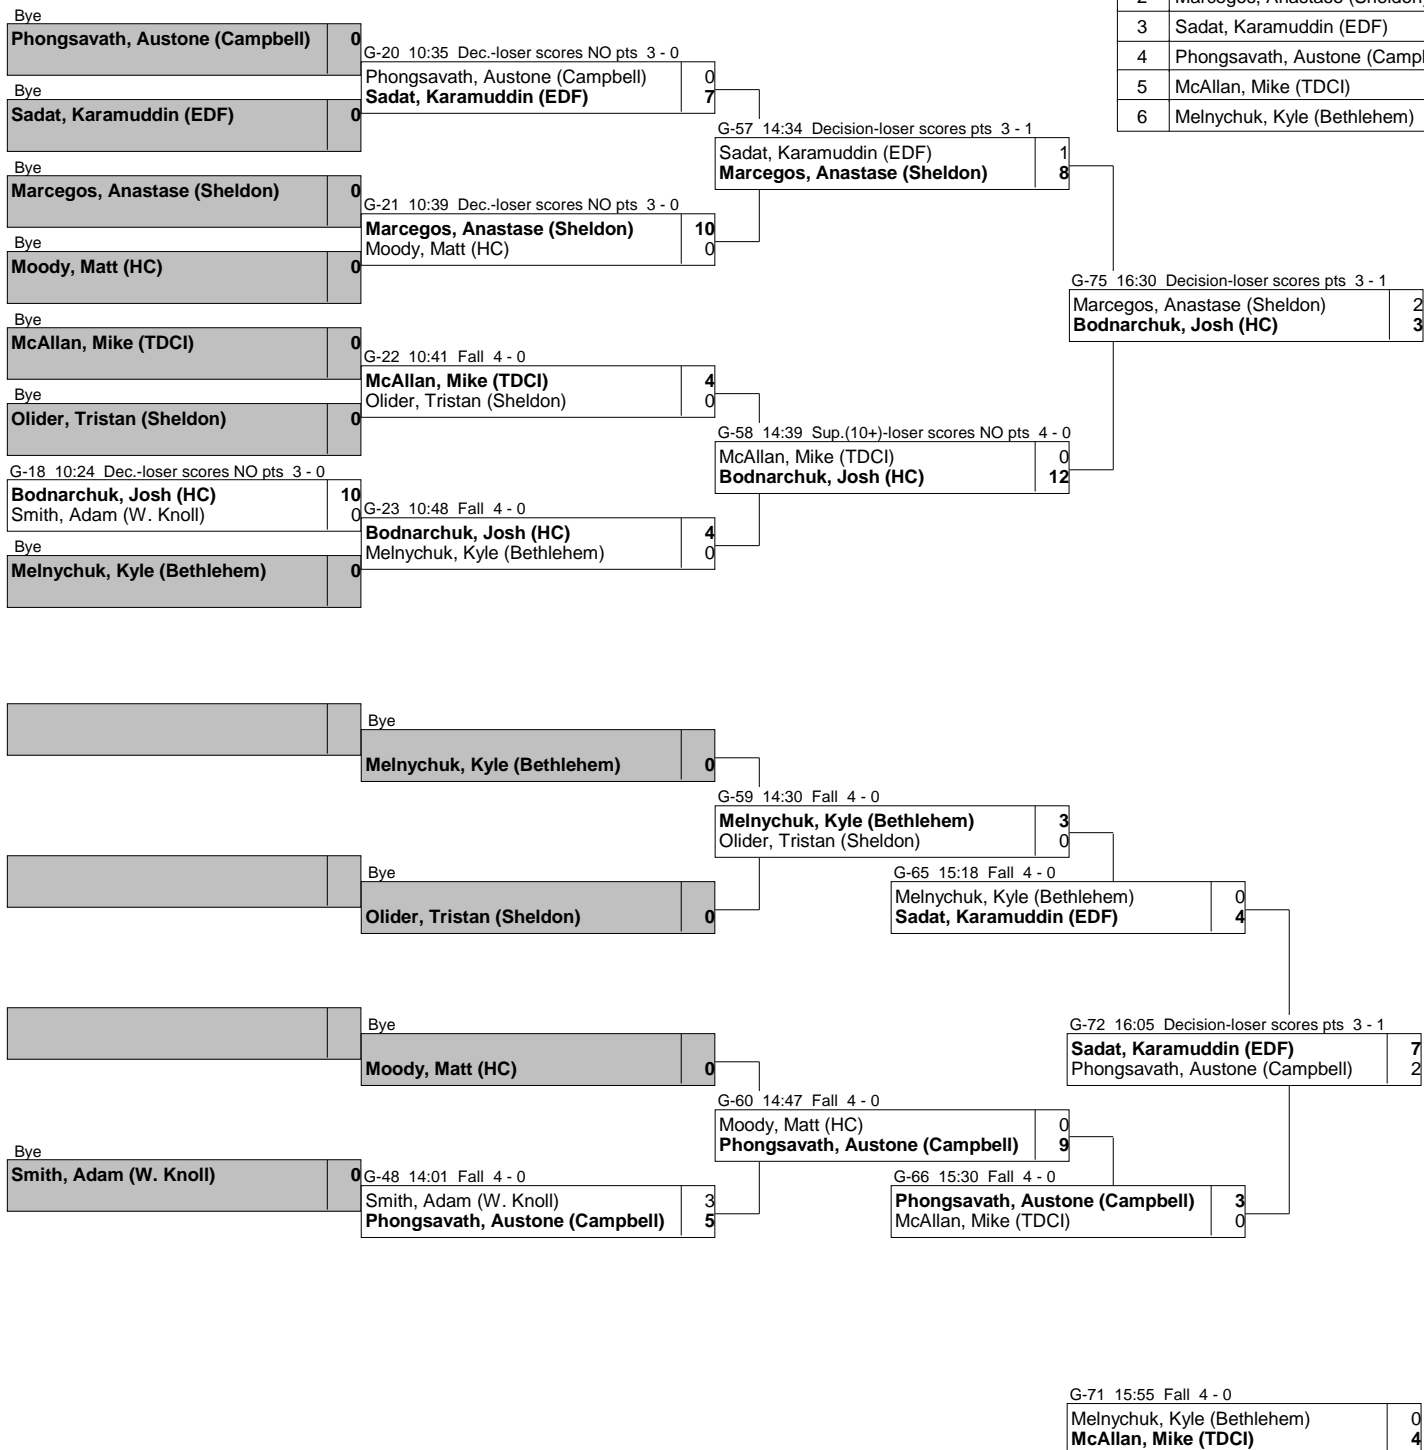 2 Marcegos, Anastase (Sheldon)
3 Sadat, Karamuddin (EDF)
4 Phongsavath, Austone (Campbell
5 McAllan, Mike (TDCI)
6 Melnychuk, Kyle (Bethlehem)
Bye
Phongsavath, Austone (Campbell) 0
Bye
Sadat, Karamuddin (EDF) 0
Bye
Marcegos, Anastase (Sheldon) 0
Bye
Moody, Matt (HC) 0
Bye
McAllan, Mike (TDCI) 0
Bye
Olider, Tristan (Sheldon) 0
G-18 10:24 Dec.-loser scores NO pts 3 - 0
Bodnarchuk, Josh (HC) 10
Smith, Adam (W. Knoll) 0
Bye
Melnychuk, Kyle (Bethlehem) 0
G-20 10:35 Dec.-loser scores NO pts 3 - 0
Phongsavath, Austone (Campbell) 0
Sadat, Karamuddin (EDF) 7
G-21 10:39 Dec.-loser scores NO pts 3 - 0
Marcegos, Anastase (Sheldon) 10
Moody, Matt (HC) 0
G-22 10:41 Fall 4 - 0
McAllan, Mike (TDCI) 4
Olider, Tristan (Sheldon) 0
G-23 10:48 Fall 4 - 0
Bodnarchuk, Josh (HC) 4
Melnychuk, Kyle (Bethlehem) 0
G-57 14:34 Decision-loser scores pts 3 - 1
Sadat, Karamuddin (EDF) 1
Marcegos, Anastase (Sheldon) 8
G-58 14:39 Sup.(10+)-loser scores NO pts 4 - 0
McAllan, Mike (TDCI) 0
Bodnarchuk, Josh (HC) 12
G-75 16:30 Decision-loser scores pts 3 - 1
Marcegos, Anastase (Sheldon) 2
Bodnarchuk, Josh (HC) 3
Bye
Melnychuk, Kyle (Bethlehem) 0
Bye
Olider, Tristan (Sheldon) 0
G-59 14:30 Fall 4 - 0
Melnychuk, Kyle (Bethlehem) 3
Olider, Tristan (Sheldon) 0
G-65 15:18 Fall 4 - 0
Melnychuk, Kyle (Bethlehem) 0
Sadat, Karamuddin (EDF) 4
Bye
Moody, Matt (HC) 0
Bye
Smith, Adam (W. Knoll) 0
G-48 14:01 Fall 4 - 0
Smith, Adam (W. Knoll) 3
Phongsavath, Austone (Campbell) 5
G-60 14:47 Fall 4 - 0
Moody, Matt (HC) 0
Phongsavath, Austone (Campbell) 9
G-66 15:30 Fall 4 - 0
Phongsavath, Austone (Campbell) 3
McAllan, Mike (TDCI) 0
G-72 16:05 Decision-loser scores pts 3 - 1
Sadat, Karamuddin (EDF) 7
Phongsavath, Austone (Campbell) 2
G-71 15:55 Fall 4 - 0
Melnychuk, Kyle (Bethlehem) 0
McAllan, Mike (TDCI) 4